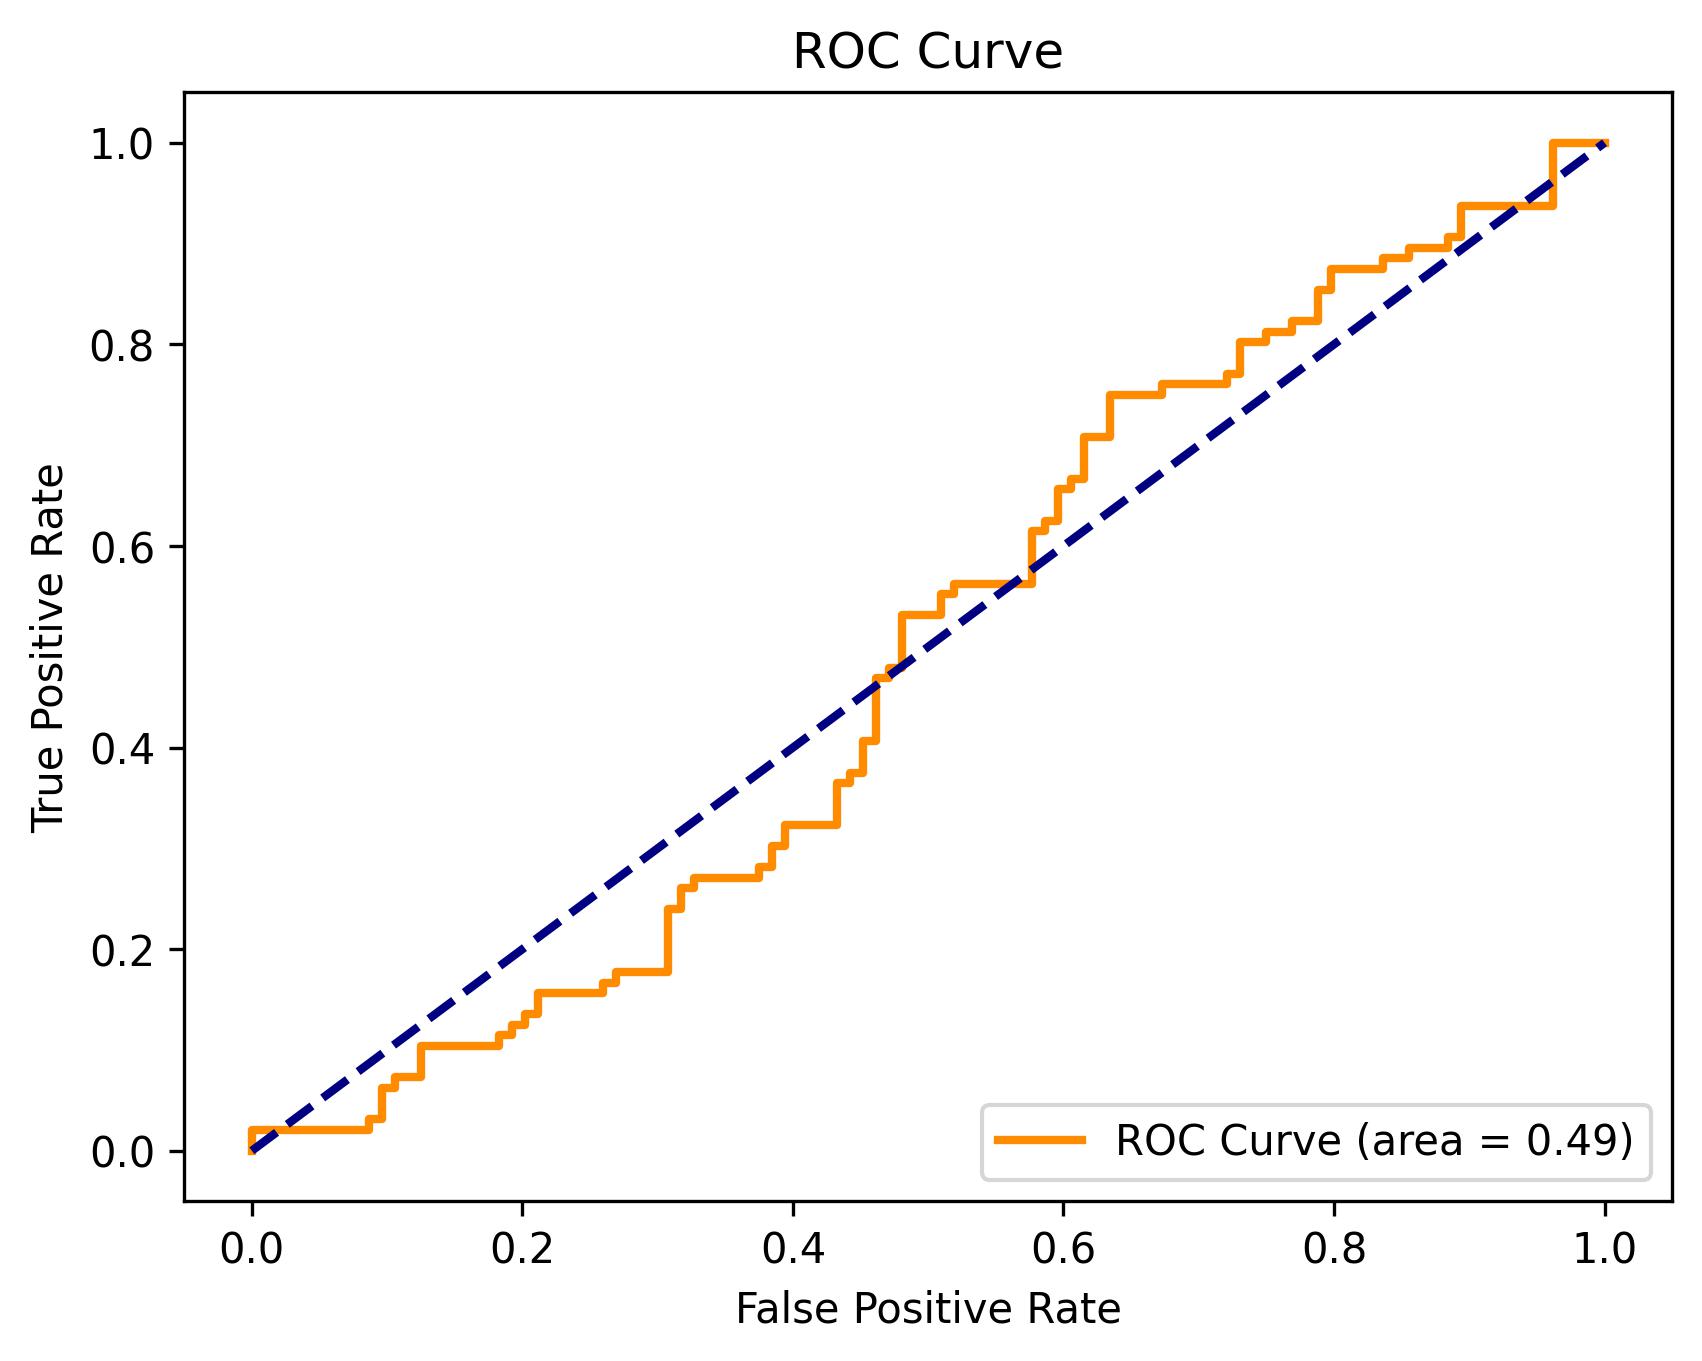 ROC Curve
1.0
0.8
0.6
0.4
0.2
0.0
True Positive Rate
ROC Curve (area = 0.49)
0.0 0.2 0.4 0.6 0.8 1.0
False Positive Rate